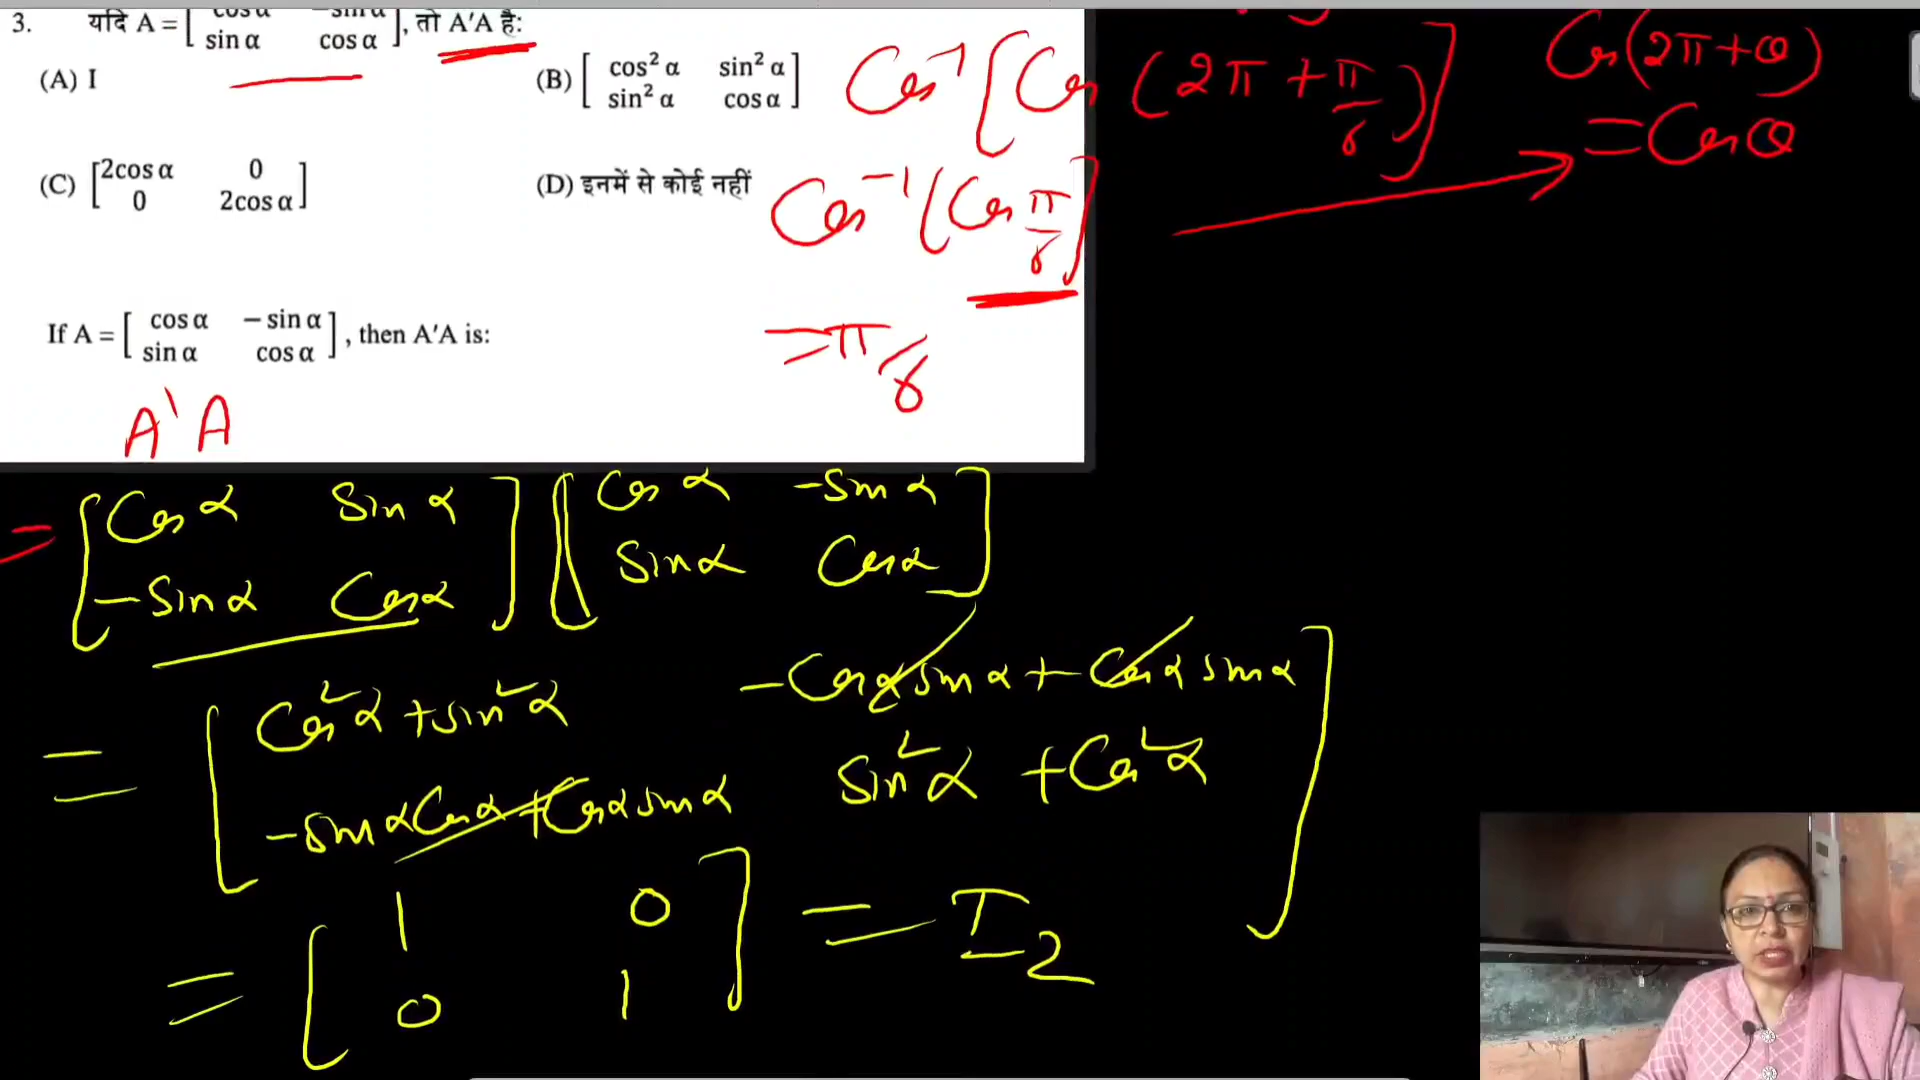 3. यदि A = [ cos α − sin α
sin α cos α ], तो A′A है:
(A) I
(B) [ cos² α sin² α
sin² α cos α ]
(C) [ 2cos α 0
0 2cos α ]
(D) इनमें से कोई नहीं
If A = [ cos α − sin α
sin α cos α ], then A′A is:
A' A
Cos⁻¹ [ Cos ( 2π + π/6 ) ]
Cos⁻¹ ( Cos π/6 ]
= π/6
Cos (2π + θ)
= Cos θ
= [ Cos α Sin α
−Sin α Cos α ] [ Cos α −Sin α
Sin α Cos α ]
= [ Cos²α + sin²α −Cos α sin α + Cos α sin α
−sin α Cos α + Cos α sin α sin²α + Cos²α ]
= [ 1 0
0 1 ] = I₂